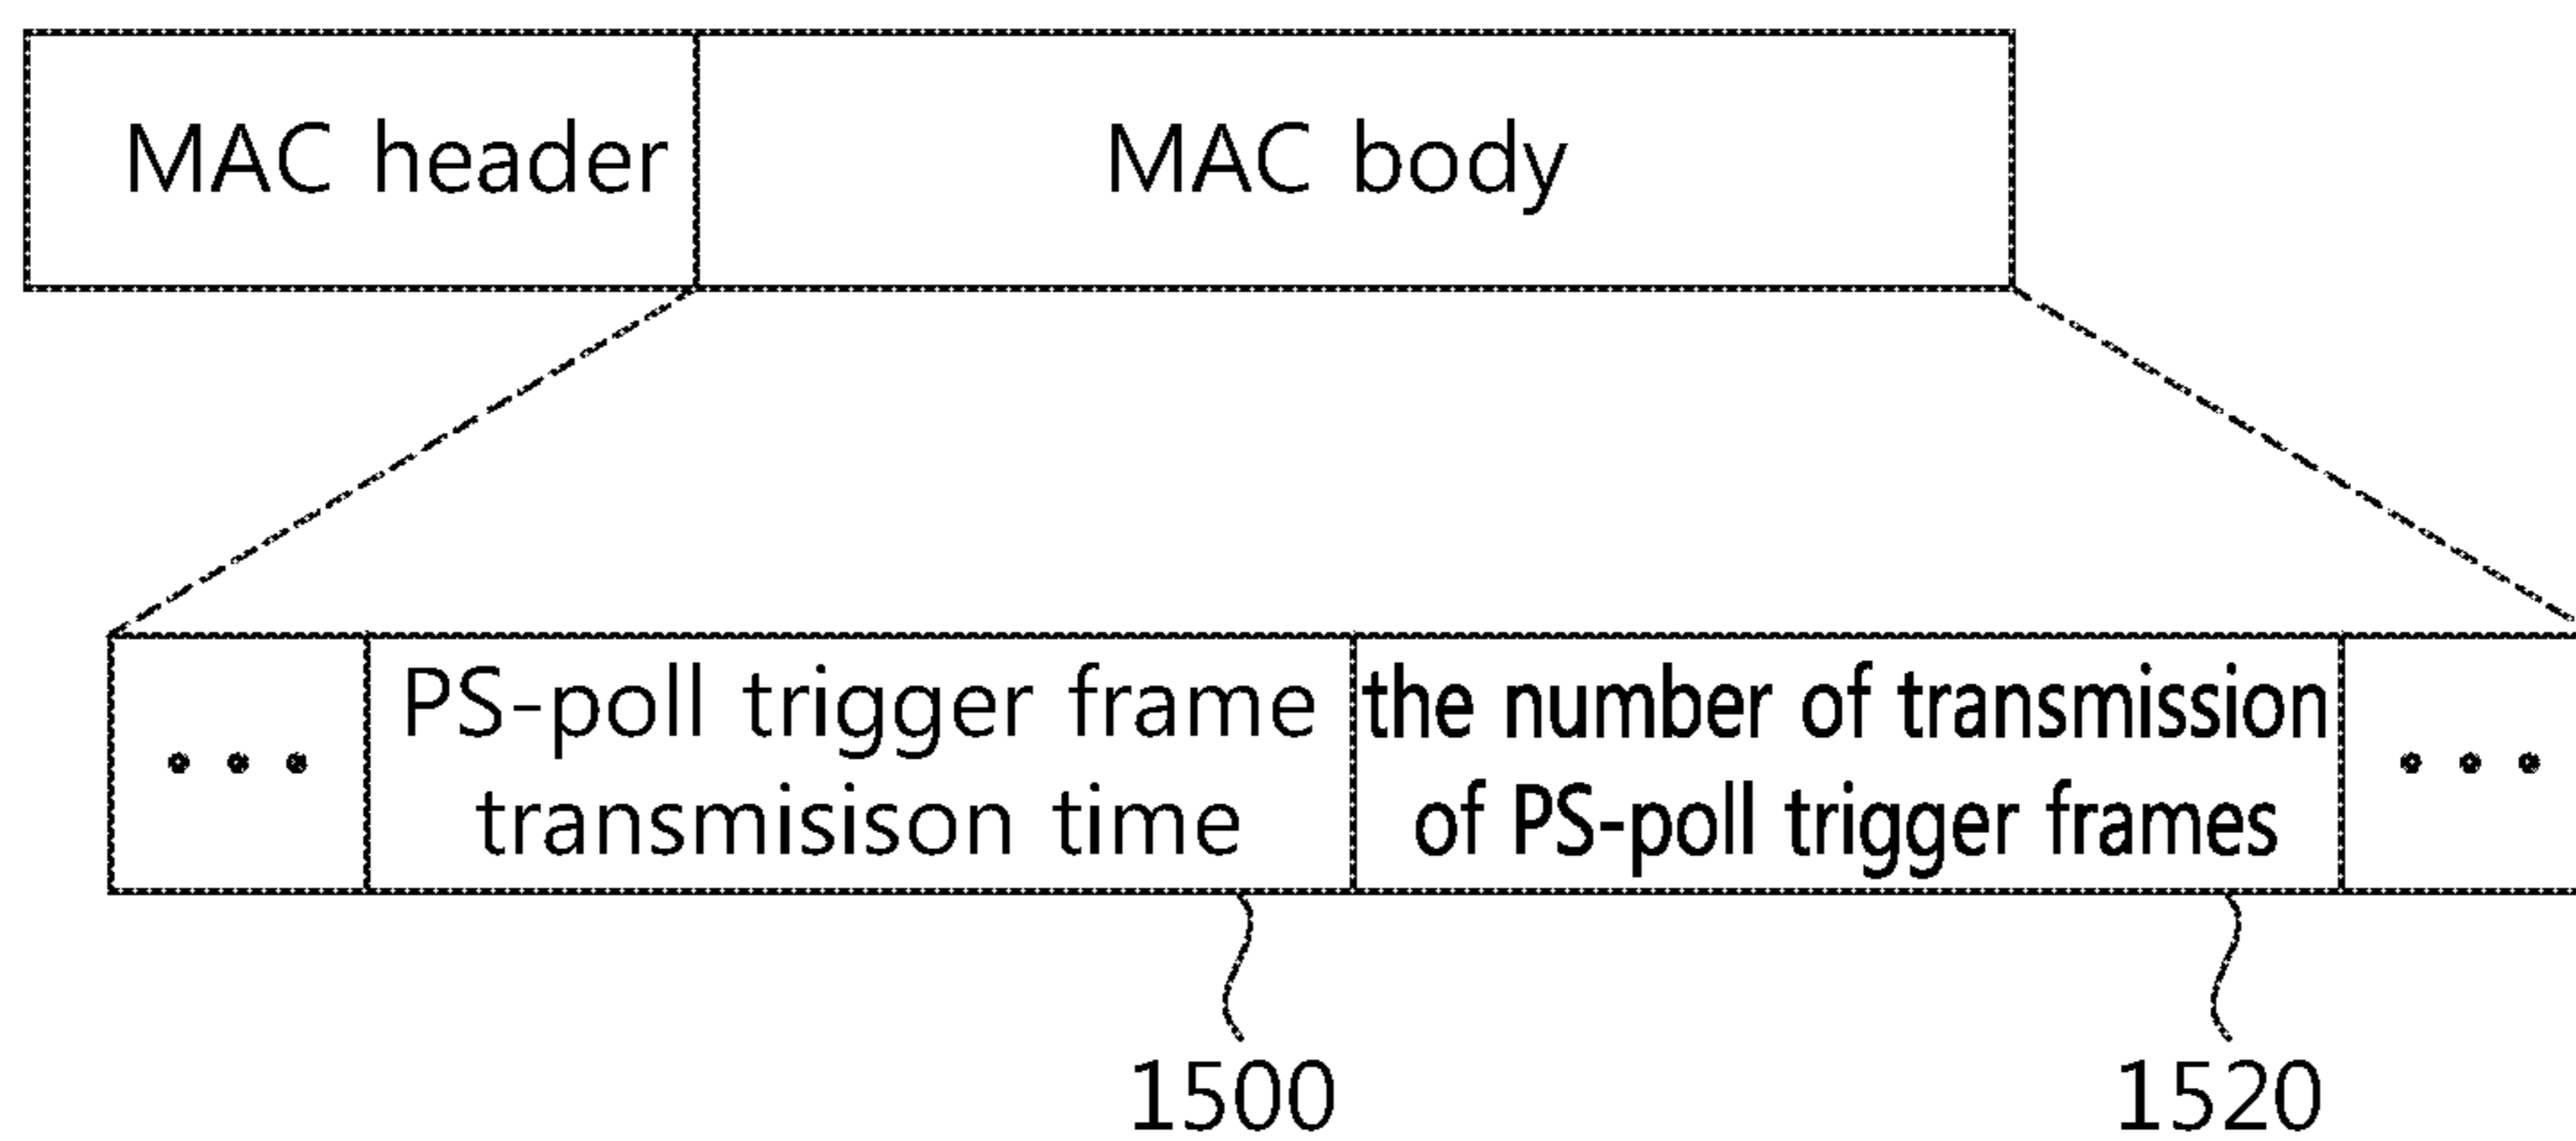 MAC header
MAC body
PS-poll trigger frame
transmisison time
the number of transmission
of PS-poll trigger frames
1500
1520